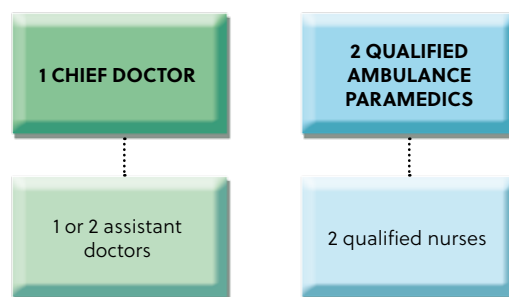 1 CHIEF DOCTOR
2 QUALIFIED
AMBULANCE
PARAMEDICS
1 or 2 assistant
doctors
2 qualified nurses